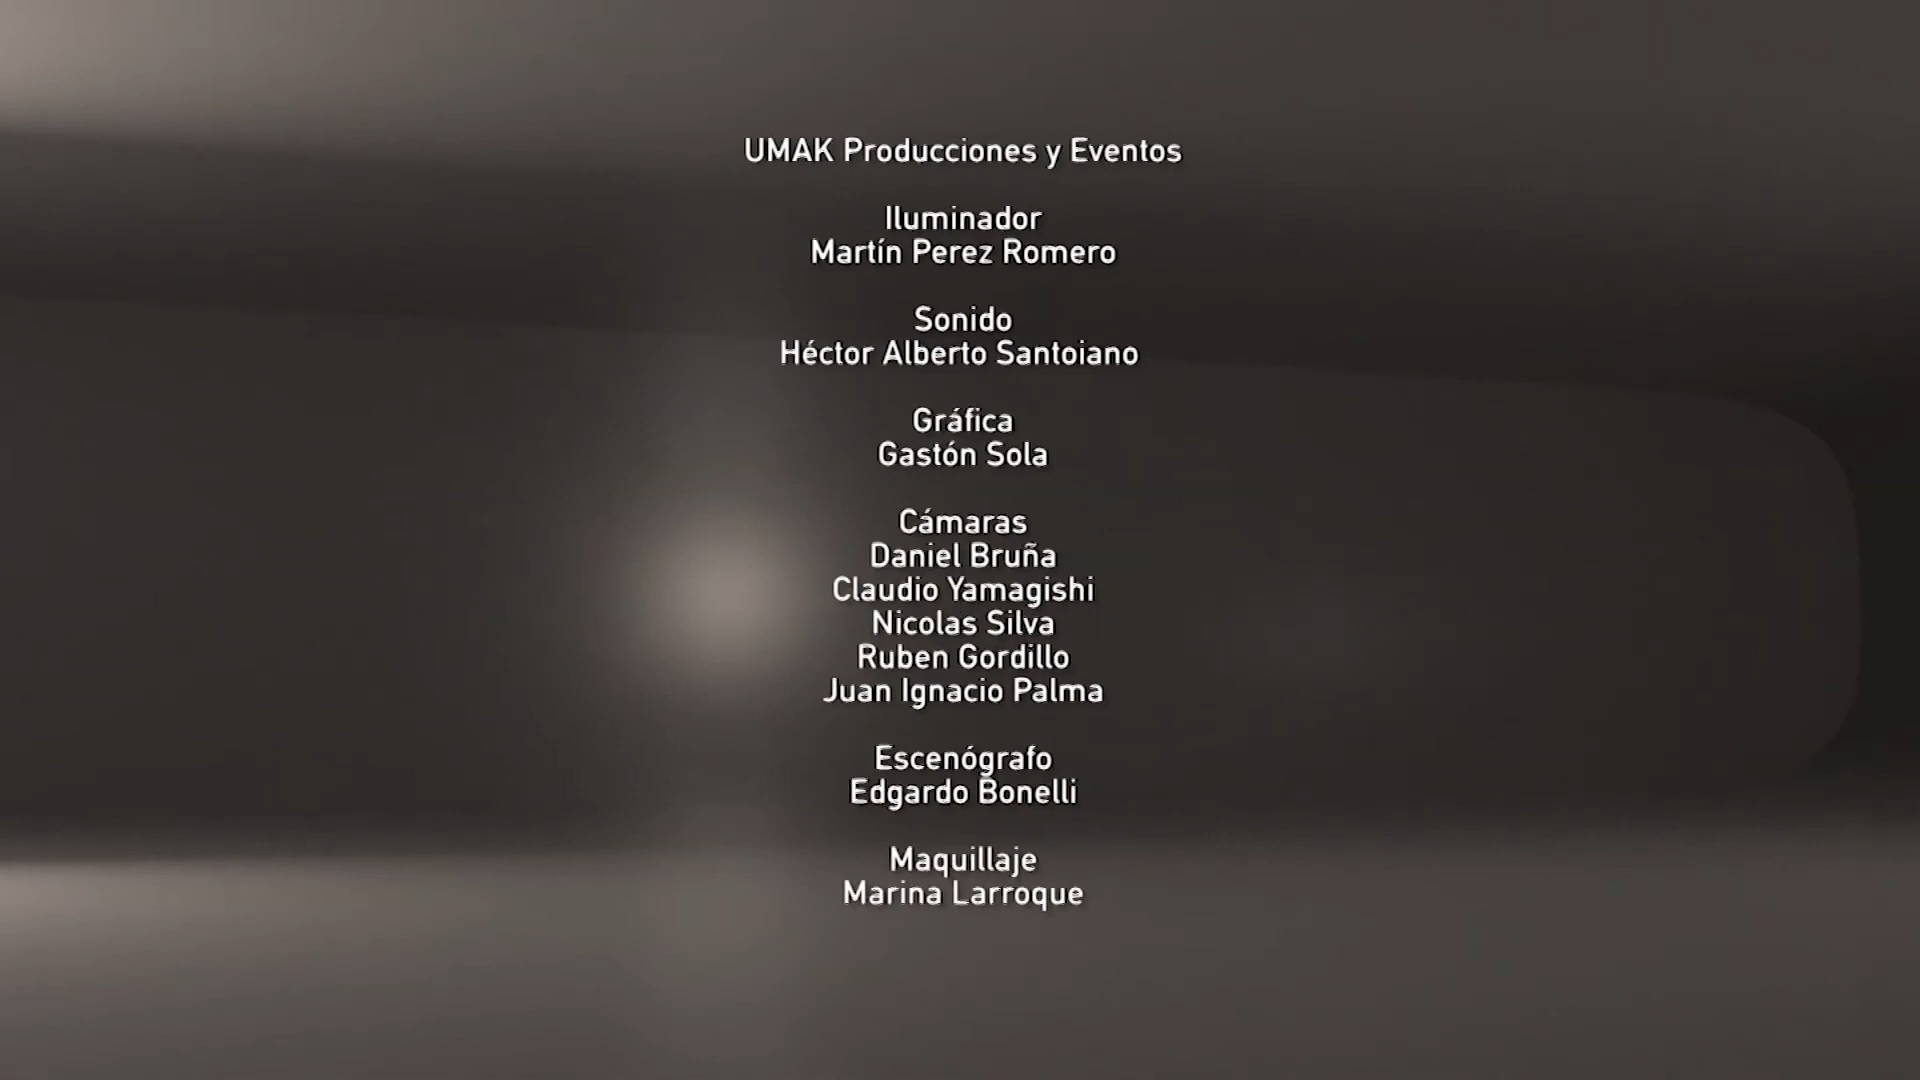 UMAK Producciones y Eventos
Iluminador
Martín Perez Romero
Sonido
Héctor Alberto Santoiano
Gráfica
Gastón Sola
Cámaras
Daniel Bruña
Claudio Yamagishi
Nicolas Silva
Ruben Gordillo
Juan Ignacio Palma
Escenógrafo
Edgardo Bonelli
Maquillaje
Marina Larroque